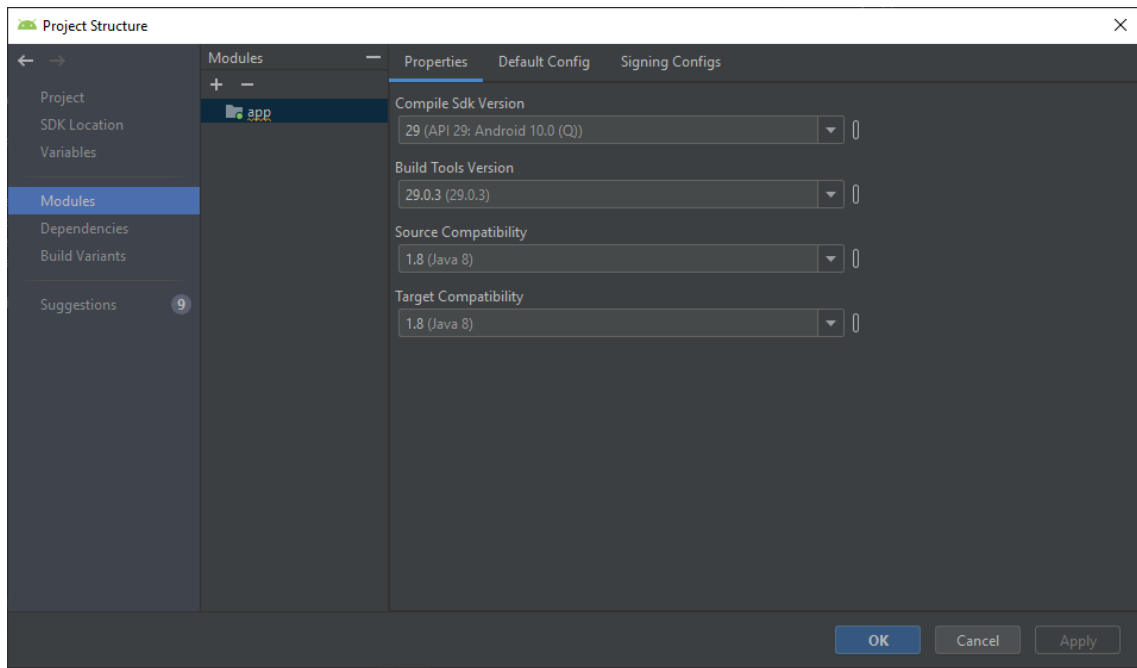 Project Structure
Project
SDK Location
Variables
Modules
Dependencies
Build Variants
Suggestions 9
Modules
app
Properties Default Config Signing Configs
Compile Sdk Version
29 (API 29: Android 10.0 (Q))
Build Tools Version
29.0.3 (29.0.3)
Source Compatibility
1.8 (Java 8)
Target Compatibility
1.8 (Java 8)
OK Cancel Apply